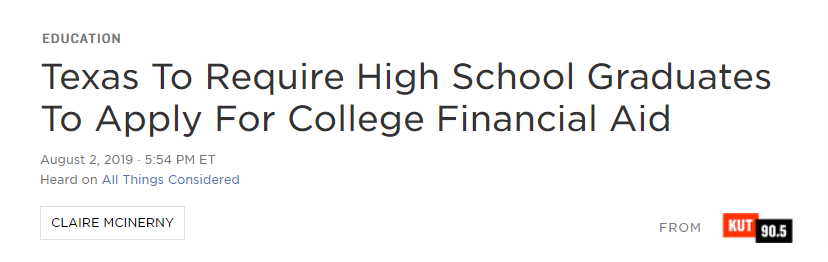 EDUCATION
Texas To Require High School Graduates
To Apply For College Financial Aid
August 2, 2019 · 5:54 PM ET
Heard on All Things Considered
CLAIRE MCINERNY
FROM KUT 90.5